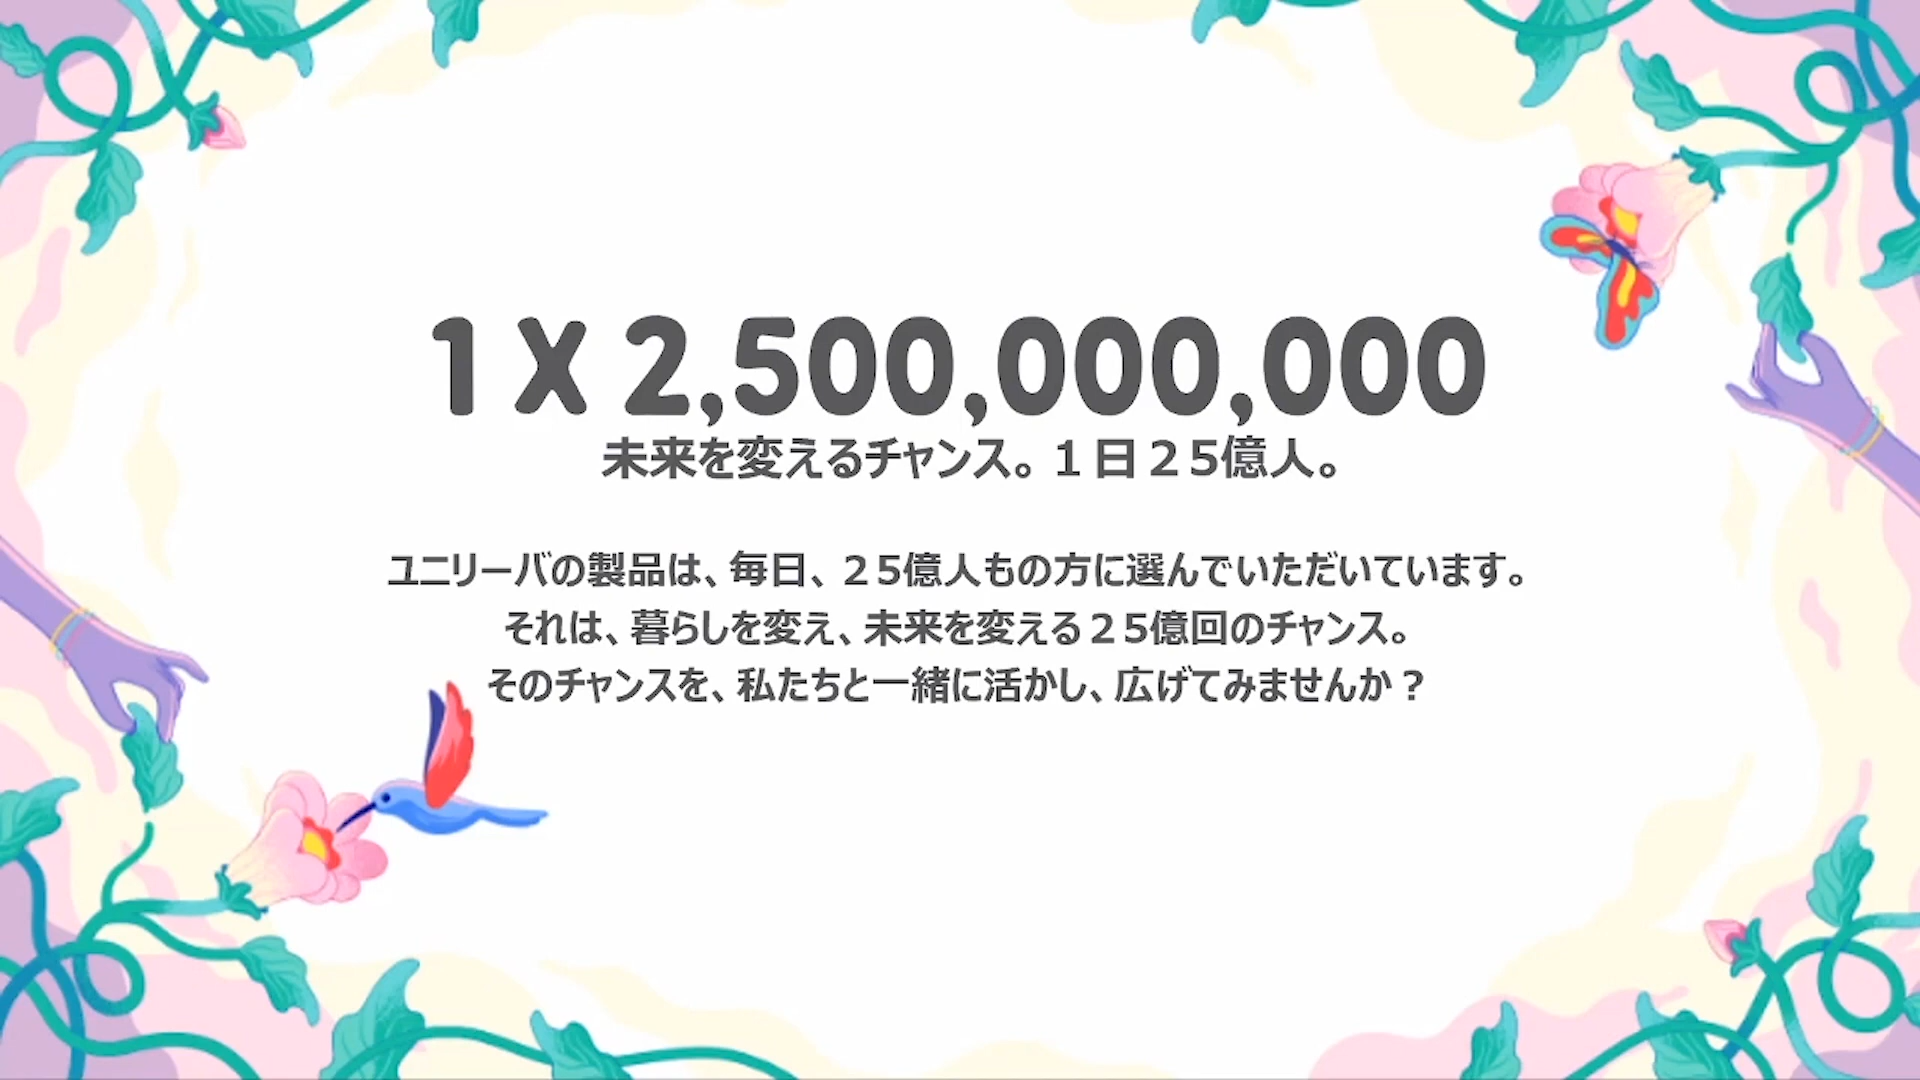 1 X 2,500,000,000
未来を変えるチャンス。１日２５億人。
ユニリーバの製品は、毎日、２５億人もの方に選んでいただいています。
それは、暮らしを変え、未来を変える２５億回のチャンス。
そのチャンスを、私たちと一緒に活かし、広げてみませんか？